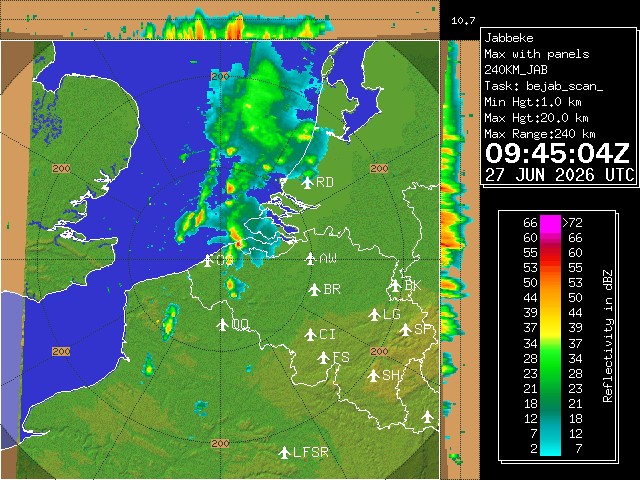 10.7
Jabbeke
Max with panels
240KM_JAB
Task: bejab_scan_
Min Hgt:1.0 km
Max Hgt:20.0 km
Max Range:240 km
09:45:04Z
27 JUN 2026 UTC
200
200
200
RD
OS
AW
BR
BK
LG
OO
CI
SP
200
FS
SH
200
LFSR
66 >72
60 66
57 60
55 57
53 55
50 53
44 50
39 44
37 39
34 37
28 34
23 28
21 23
18 21
12 18
7 12
2 7
Reflectivity in dBZ